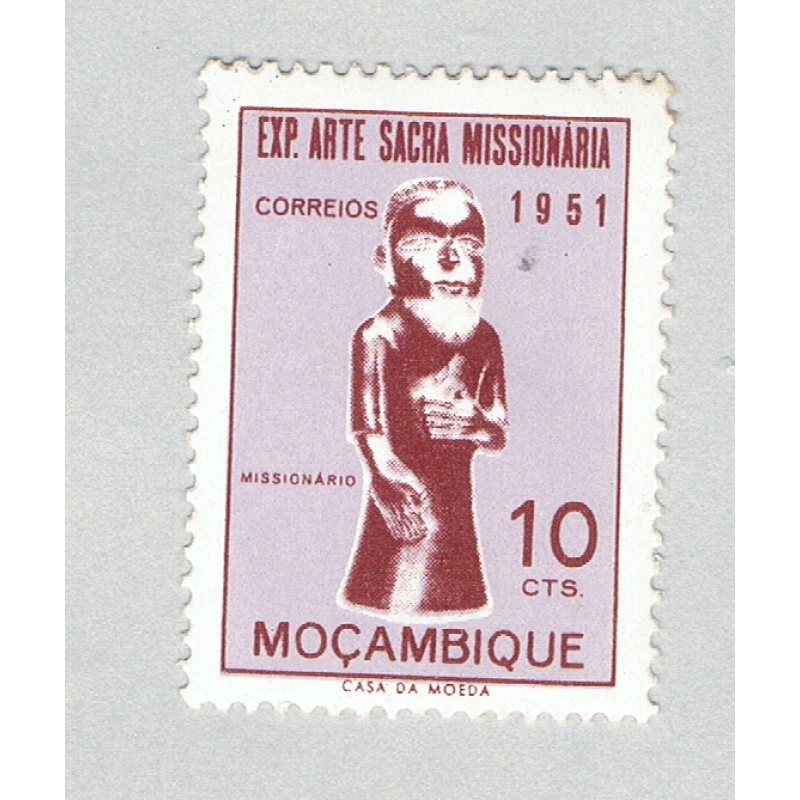 EXP. ARTE SACRA MISSIONÁRIA
CORREIOS 1951
MISSIONÁRIO
10
CTS.
MOÇAMBIQUE
CASA DA MOEDA